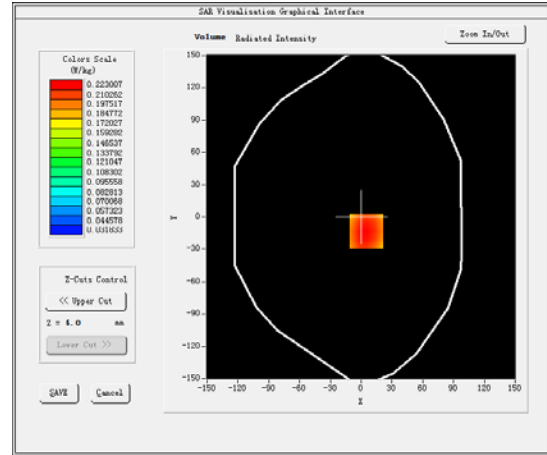 SAR Visualisation Graphical Interface
Volume Radiated Intensity
Zoom In/Out
Colors Scale
(W/kg)
0.223007
0.210262
0.197517
0.184772
0.172027
0.159282
0.146537
0.133792
0.121047
0.108302
0.095558
0.082813
0.070068
0.057323
0.044578
0.031833
Z-Cuts Control
<< Upper Cut
Z = 4.0 mm
Lower Cut >>
SAVE Cancel
150
120
90
60
30
0
-30
-60
-90
-120
-150
Y
-150 -120 -90 -60 -30 0 30 60 90 120 150
X